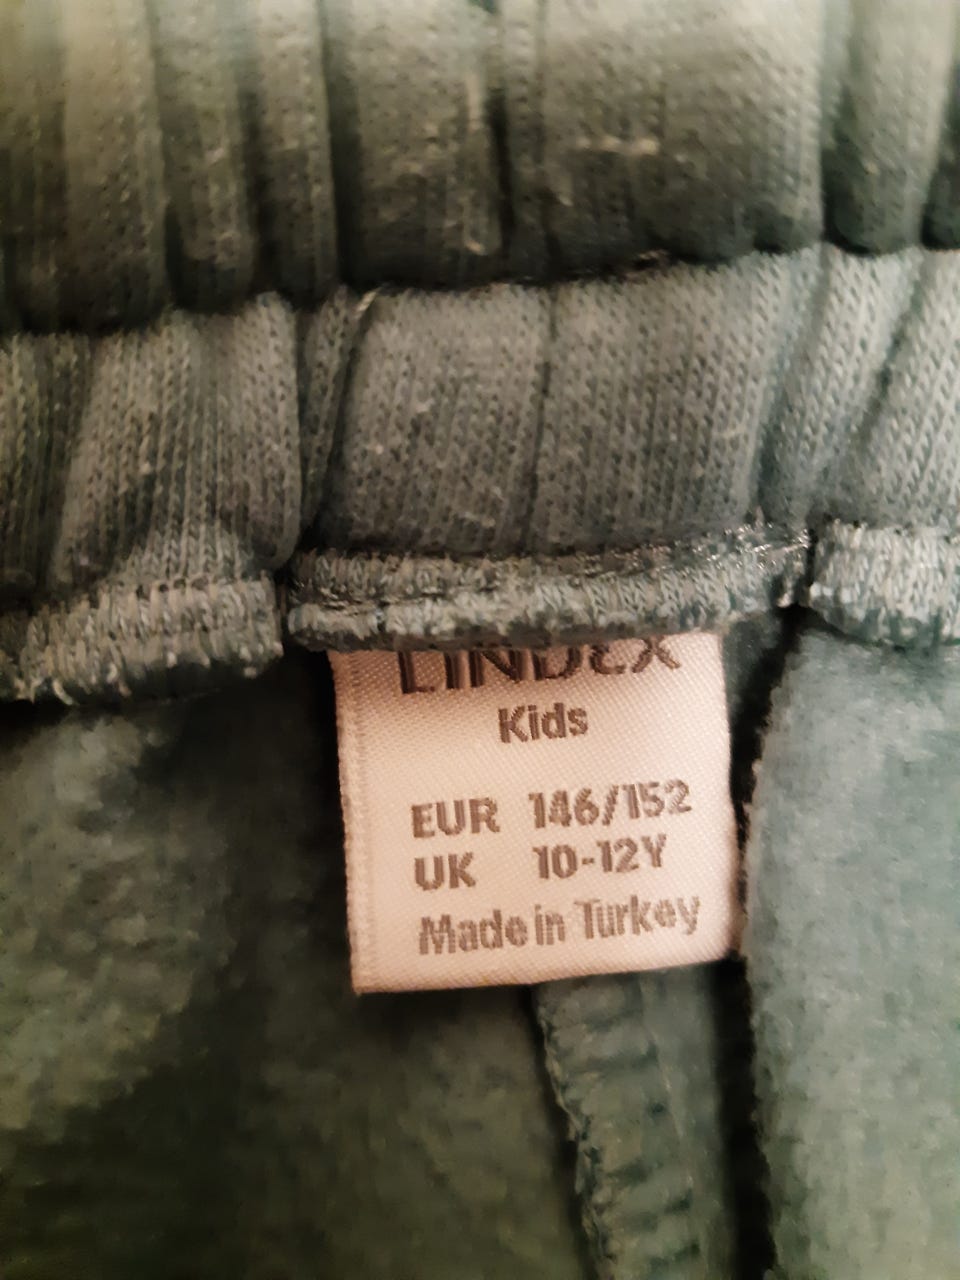 LINDEX
Kids
EUR 146/152
UK 10-12Y
Made in Turkey